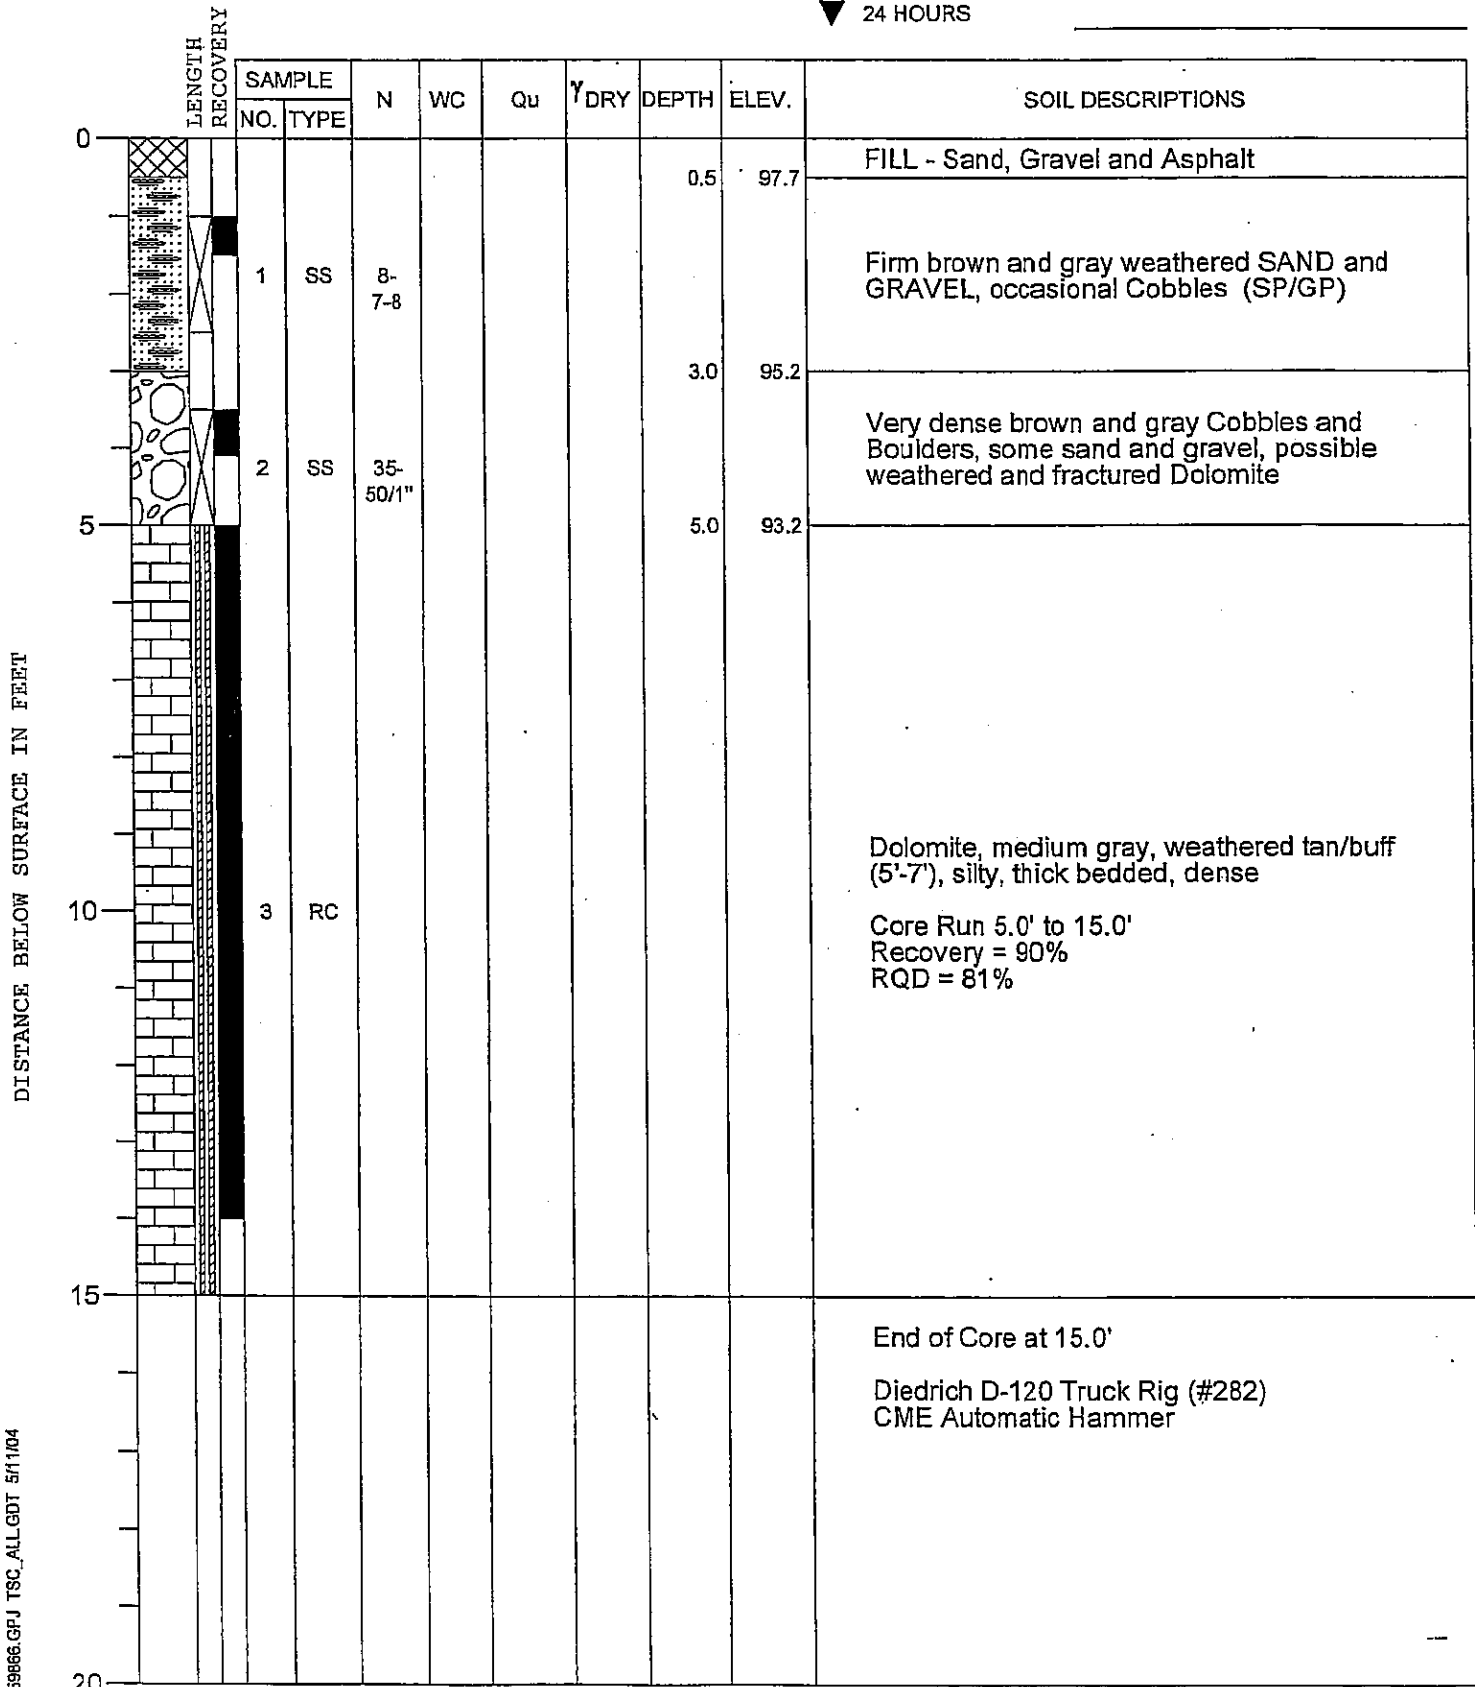 24 HOURS
LENGTH
RECOVERY
SAMPLE
NO. TYPE N WC Qu γDRY DEPTH ELEV. SOIL DESCRIPTIONS
0
FILL - Sand, Gravel and Asphalt
0.5 97.7
Firm brown and gray weathered SAND and
GRAVEL, occasional Cobbles (SP/GP)
1 SS 8-
7-8
3.0 95.2
Very dense brown and gray Cobbles and
Boulders, some sand and gravel, possible
weathered and fractured Dolomite
2 SS 35-
50/1"
5
5.0 93.2
DISTANCE BELOW SURFACE IN FEET
Dolomite, medium gray, weathered tan/buff
(5'-7'), silty, thick bedded, dense
10
3 RC
Core Run 5.0' to 15.0'
Recovery = 90%
RQD = 81%
15
End of Core at 15.0'
Diedrich D-120 Truck Rig (#282)
CME Automatic Hammer
20
69866.GPJ TSC_ALL.GDT 5/11/04